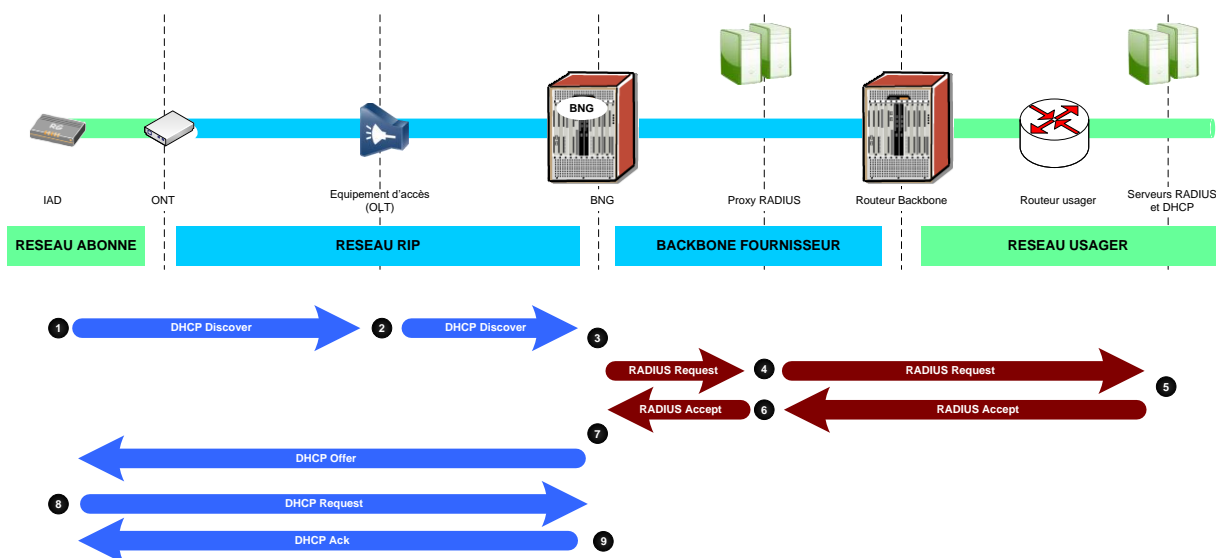 BNG
RG
IAD
ONT
Equipement d'accès
(OLT)
BNG
Proxy RADIUS
Routeur Backbone
Routeur usager
Serveurs RADIUS
et DHCP
RESEAU ABONNE
RESEAU RIP
BACKBONE FOURNISSEUR
RESEAU USAGER
1
DHCP Discover
2
DHCP Discover
3
RADIUS Request
4
RADIUS Request
5
RADIUS Accept
6
RADIUS Accept
7
DHCP Offer
8
DHCP Request
DHCP Ack
9